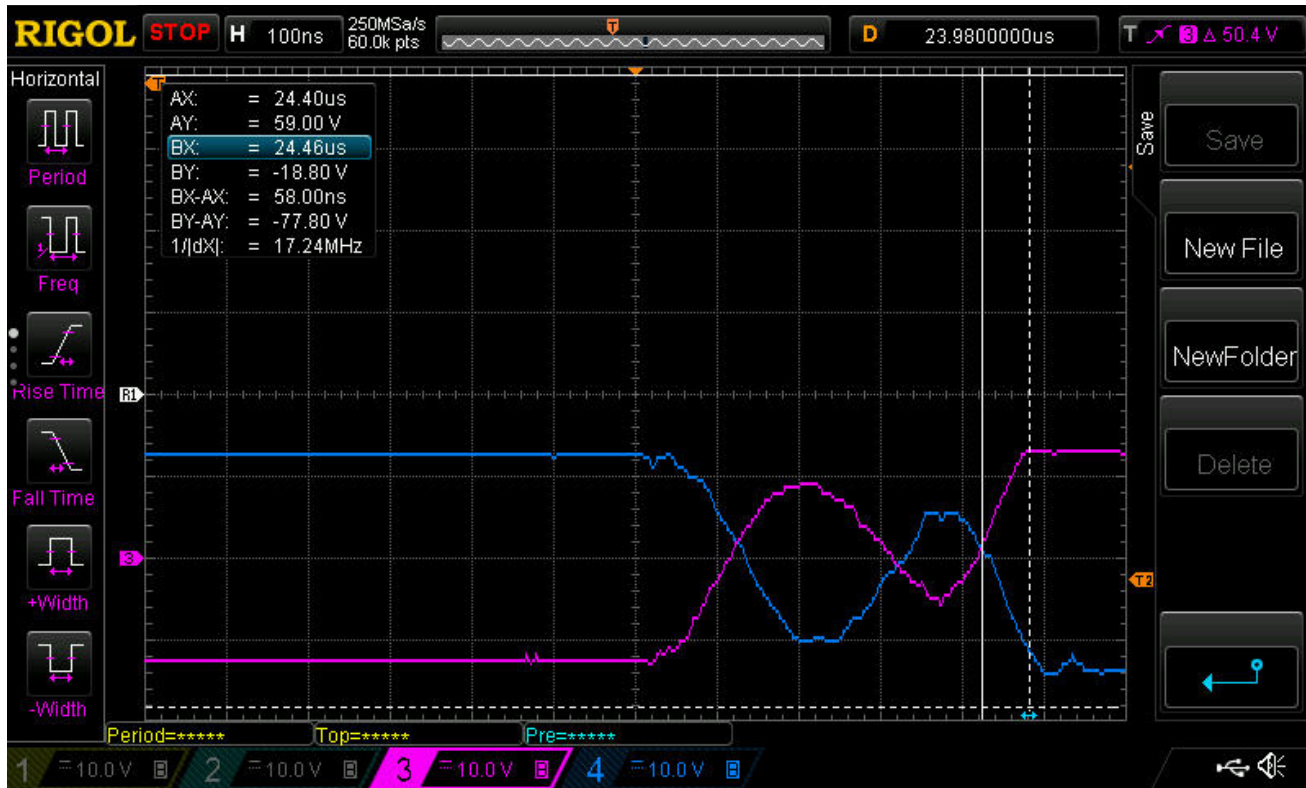 RIGOL STOP H 100ns 250MSa/s 60.0k pts T D 23.9800000us T 3 Δ 50.4 V
Horizontal
Period
Freq
Rise Time
Fall Time
+Width
-Width
T
AX: = 24.40us
AY: = 59.00 V
BX: = 24.46us
BY: = -18.80 V
BX-AX: = 58.00ns
BY-AY: = -77.80 V
1/|dX|: = 17.24MHz
R1
3
T2
Save
Save
New File
NewFolder
Delete
Period=***** Top=***** Pre=*****
1 10.0 V B 2 10.0 V B 3 10.0 V B 4 10.0 V B